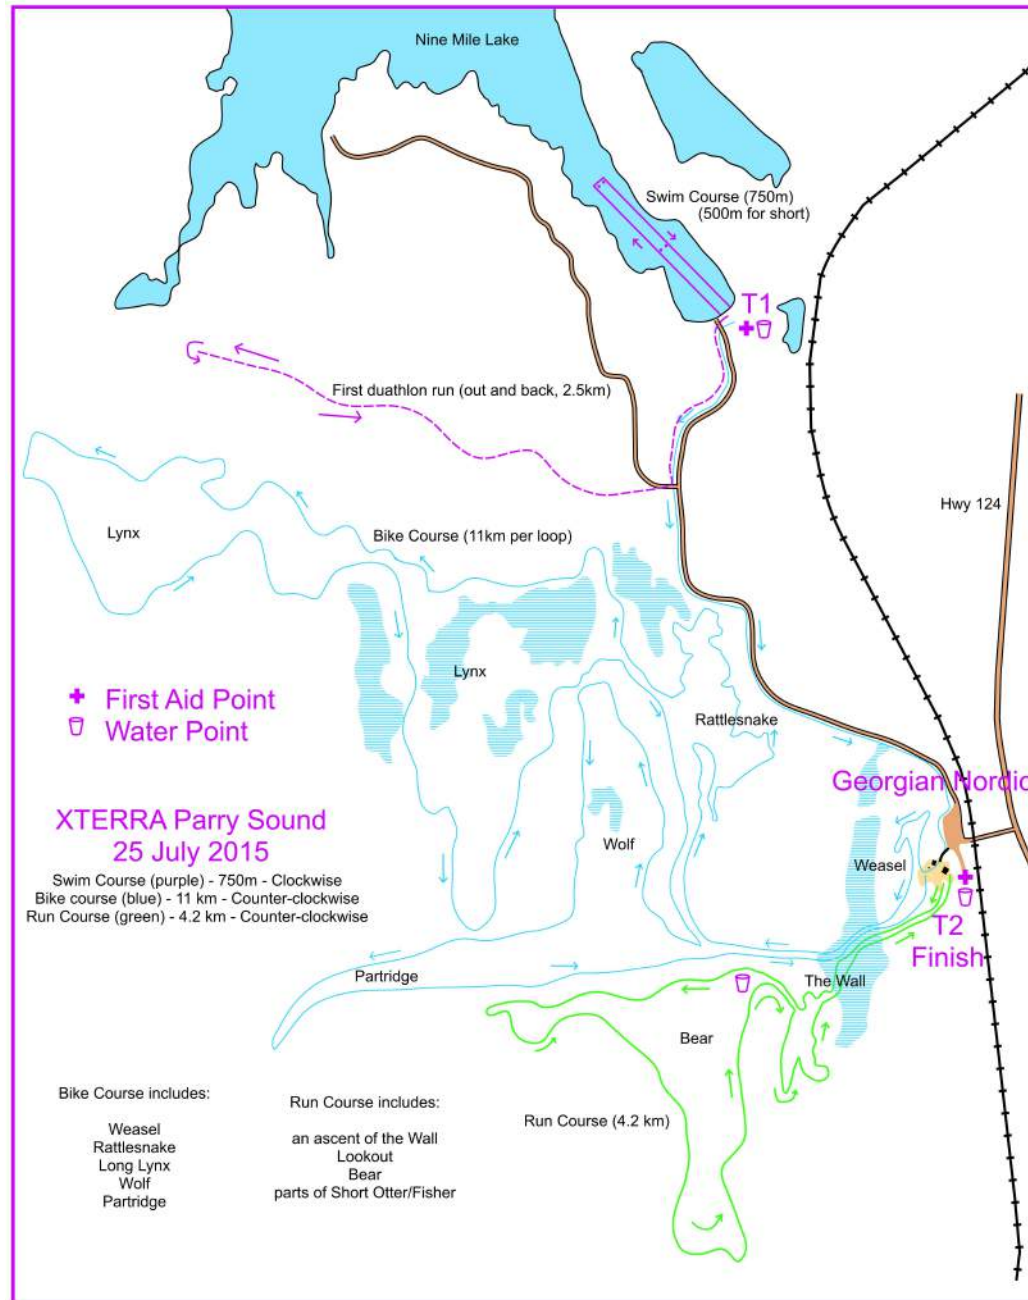 Nine Mile Lake
Swim Course (750m)
(500m for short)
T1
First duathlon run (out and back, 2.5km)
Hwy 124
Lynx
Bike Course (11km per loop)
Lynx
First Aid Point
Water Point
Rattlesnake
Georgian Nordic
XTERRA Parry Sound
25 July 2015
Swim Course (purple) - 750m - Clockwise
Bike course (blue) - 11 km - Counter-clockwise
Run Course (green) - 4.2 km - Counter-clockwise
Wolf
Weasel
T2
Finish
Partridge
The Wall
Bear
Run Course (4.2 km)
Bike Course includes:
Weasel
Rattlesnake
Long Lynx
Wolf
Partridge
Run Course includes:
an ascent of the Wall
Lookout
Bear
parts of Short Otter/Fisher